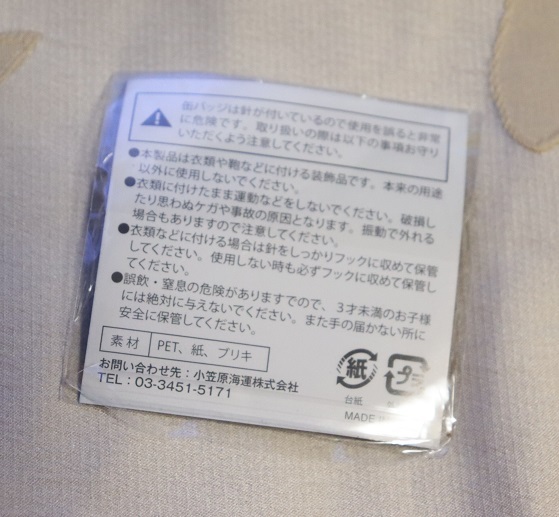 缶バッジは針が付いているので使用を誤ると非常
に危険です。取り扱いの際は以下の事項お守り
いただくよう注意してください。
●本製品は衣類や鞄などに付ける装飾品です。本来の用途
以外に使用しないでください。
●衣類に付けたまま運動などをしないでください。破損し
たり思わぬケガや事故の原因となります。振動で外れる
場合もありますので注意してください。
●衣類などに付ける場合は針をしっかりフックに収めて保管
してください。使用しない時も必ずフックに収めて保管し
てください。
●誤飲・窒息の危険がありますでので、3才未満のお子様
には絶対に与えないでください。また手の届かない所に
安全に保管してください。
素材 PET、紙、ブリキ
お問い合わせ先：小笠原海運株式会社
TEL：03-3451-5171
紙 プラ
台紙
MADE